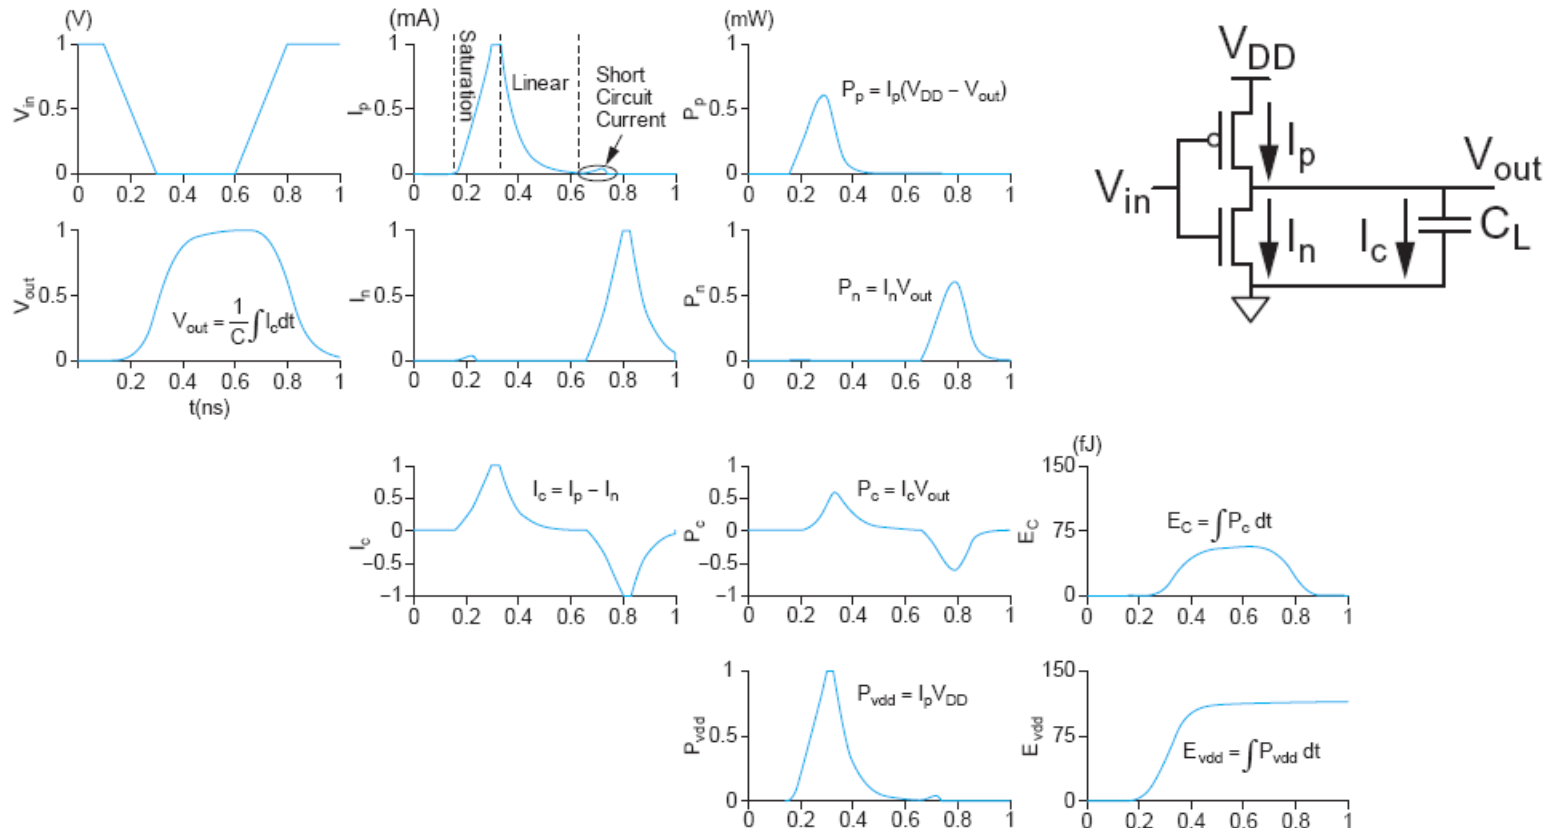 (V)
1
0.5
0
V_in
0 0.2 0.4 0.6 0.8 1
(mA)
1
0.5
0
I_p
Saturation
Linear
Short
Circuit
Current
0 0.2 0.4 0.6 0.8 1
(mW)
1
0.5
0
P_p
P_p = I_p(V_DD – V_out)
0 0.2 0.4 0.6 0.8 1
V_DD
I_p
V_out
V_in
I_n
I_c
C_L
1
0.5
0
V_out
V_out = 1/C ∫ I_c dt
0.2 0.4 0.6 0.8 1
t(ns)
1
0.5
0
I_n
0 0.2 0.4 0.6 0.8 1
1
0.5
0
P_n
P_n = I_n V_out
0 0.2 0.4 0.6 0.8 1
1
0.5
0
–0.5
–1
I_c
I_c = I_p – I_n
0 0.2 0.4 0.6 0.8 1
1
0.5
0
–0.5
–1
P_c
P_c = I_c V_out
0 0.2 0.4 0.6 0.8 1
(fJ)
150
75
0
E_C
E_C = ∫ P_c dt
0 0.2 0.4 0.6 0.8 1
1
0.5
0
P_vdd
P_vdd = I_p V_DD
0 0.2 0.4 0.6 0.8 1
150
75
0
E_vdd
E_vdd = ∫ P_vdd dt
0 0.2 0.4 0.6 0.8 1